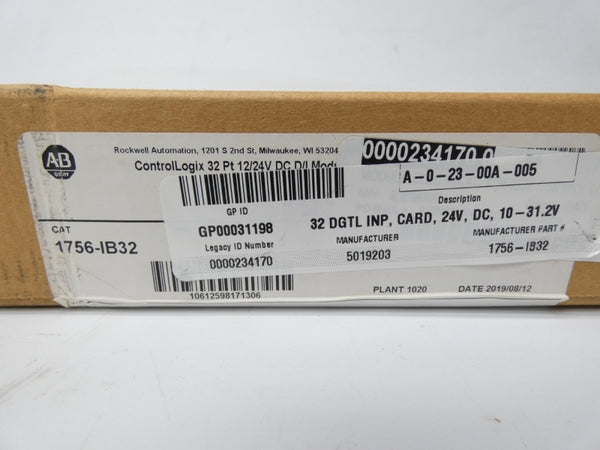 A-B
Rockwell Automation, 1201 S 2nd St, Milwaukee, WI 53204
ControlLogix 32 Pt 12/24V DC D/I
0000234170
A-0-23-00A-005
CAT
1756-IB32
GP ID
GP00031198
Legacy ID Number
0000234170
Description
32 DGTL INP, CARD, 24V, DC, 10-31.2V
MANUFACTURER
5019203
MANUFACTURER PART #
1756-IB32
10612598171306
PLANT 1020
DATE 2019/08/12